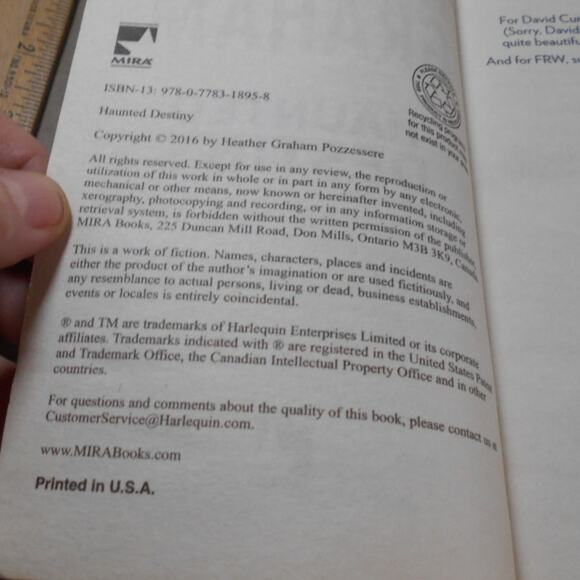 MIRA
ISBN-13: 978-0-7783-1895-8
Haunted Destiny
Copyright © 2016 by Heather Graham Pozzessere
Recycling programs
for this product may
not exist in your area
All rights reserved. Except for use in any review, the reproduction or
utilization of this work in whole or in part in any form by any electronic,
mechanical or other means, now known or hereinafter invented, including
xerography, photocopying and recording, or in any information storage or
retrieval system, is forbidden without the written permission of the publisher
MIRA Books, 225 Duncan Mill Road, Don Mills, Ontario M3B 3K9, Canada
This is a work of fiction. Names, characters, places and incidents are
either the product of the author's imagination or are used fictitiously, and
any resemblance to actual persons, living or dead, business establishments,
events or locales is entirely coincidental.
® and TM are trademarks of Harlequin Enterprises Limited or its corporate
affiliates. Trademarks indicated with ® are registered in the United States Patent
and Trademark Office, the Canadian Intellectual Property Office and in other
countries.
For questions and comments about the quality of this book, please contact us a
CustomerService@Harlequin.com.
www.MIRABooks.com
Printed in U.S.A.
For David Cur
(Sorry, David
quite beautifu
And for FRW, s